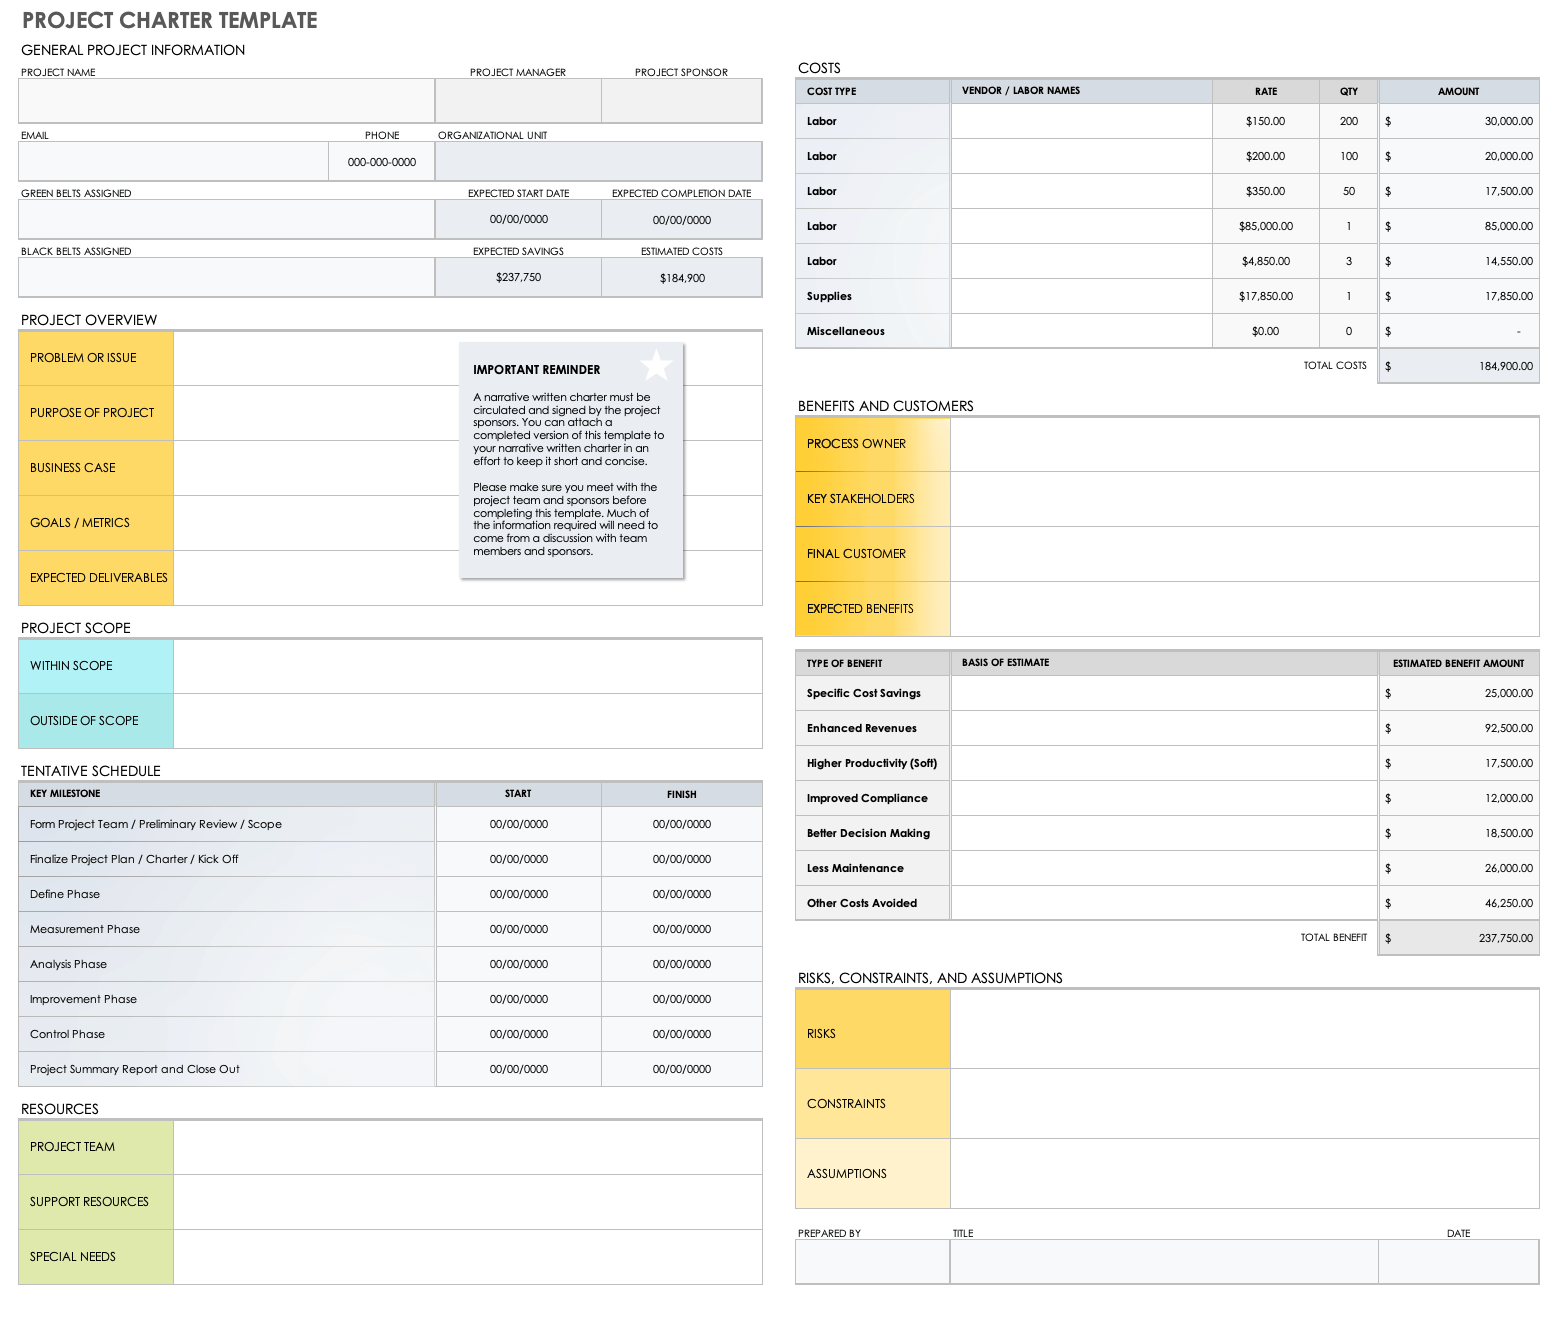 PROJECT CHARTER TEMPLATE
GENERAL PROJECT INFORMATION
PROJECT NAME PROJECT MANAGER PROJECT SPONSOR
EMAIL PHONE ORGANIZATIONAL UNIT
000-000-0000
GREEN BELTS ASSIGNED EXPECTED START DATE EXPECTED COMPLETION DATE
00/00/0000 00/00/0000
BLACK BELTS ASSIGNED EXPECTED SAVINGS ESTIMATED COSTS
$237,750 $184,900
PROJECT OVERVIEW
PROBLEM OR ISSUE
PURPOSE OF PROJECT
BUSINESS CASE
GOALS / METRICS
EXPECTED DELIVERABLES
IMPORTANT REMINDER
A narrative written charter must be
circulated and signed by the project
sponsors. You can attach a
completed version of this template to
your narrative written charter in an
effort to keep it short and concise.
Please make sure you meet with the
project team and sponsors before
completing this template. Much of
the information required will need to
come from a discussion with team
members and sponsors.
PROJECT SCOPE
WITHIN SCOPE
OUTSIDE OF SCOPE
TENTATIVE SCHEDULE
KEY MILESTONE START FINISH
Form Project Team / Preliminary Review / Scope 00/00/0000 00/00/0000
Finalize Project Plan / Charter / Kick Off 00/00/0000 00/00/0000
Define Phase 00/00/0000 00/00/0000
Measurement Phase 00/00/0000 00/00/0000
Analysis Phase 00/00/0000 00/00/0000
Improvement Phase 00/00/0000 00/00/0000
Control Phase 00/00/0000 00/00/0000
Project Summary Report and Close Out 00/00/0000 00/00/0000
RESOURCES
PROJECT TEAM
SUPPORT RESOURCES
SPECIAL NEEDS
COSTS
COST TYPE VENDOR / LABOR NAMES RATE QTY AMOUNT
Labor $150.00 200 $ 30,000.00
Labor $200.00 100 $ 20,000.00
Labor $350.00 50 $ 17,500.00
Labor $85,000.00 1 $ 85,000.00
Labor $4,850.00 3 $ 14,550.00
Supplies $17,850.00 1 $ 17,850.00
Miscellaneous $0.00 0 $ -
TOTAL COSTS $ 184,900.00
BENEFITS AND CUSTOMERS
PROCESS OWNER
KEY STAKEHOLDERS
FINAL CUSTOMER
EXPECTED BENEFITS
TYPE OF BENEFIT BASIS OF ESTIMATE ESTIMATED BENEFIT AMOUNT
Specific Cost Savings $ 25,000.00
Enhanced Revenues $ 92,500.00
Higher Productivity (Soft) $ 17,500.00
Improved Compliance $ 12,000.00
Better Decision Making $ 18,500.00
Less Maintenance $ 26,000.00
Other Costs Avoided $ 46,250.00
TOTAL BENEFIT $ 237,750.00
RISKS, CONSTRAINTS, AND ASSUMPTIONS
RISKS
CONSTRAINTS
ASSUMPTIONS
PREPARED BY TITLE DATE